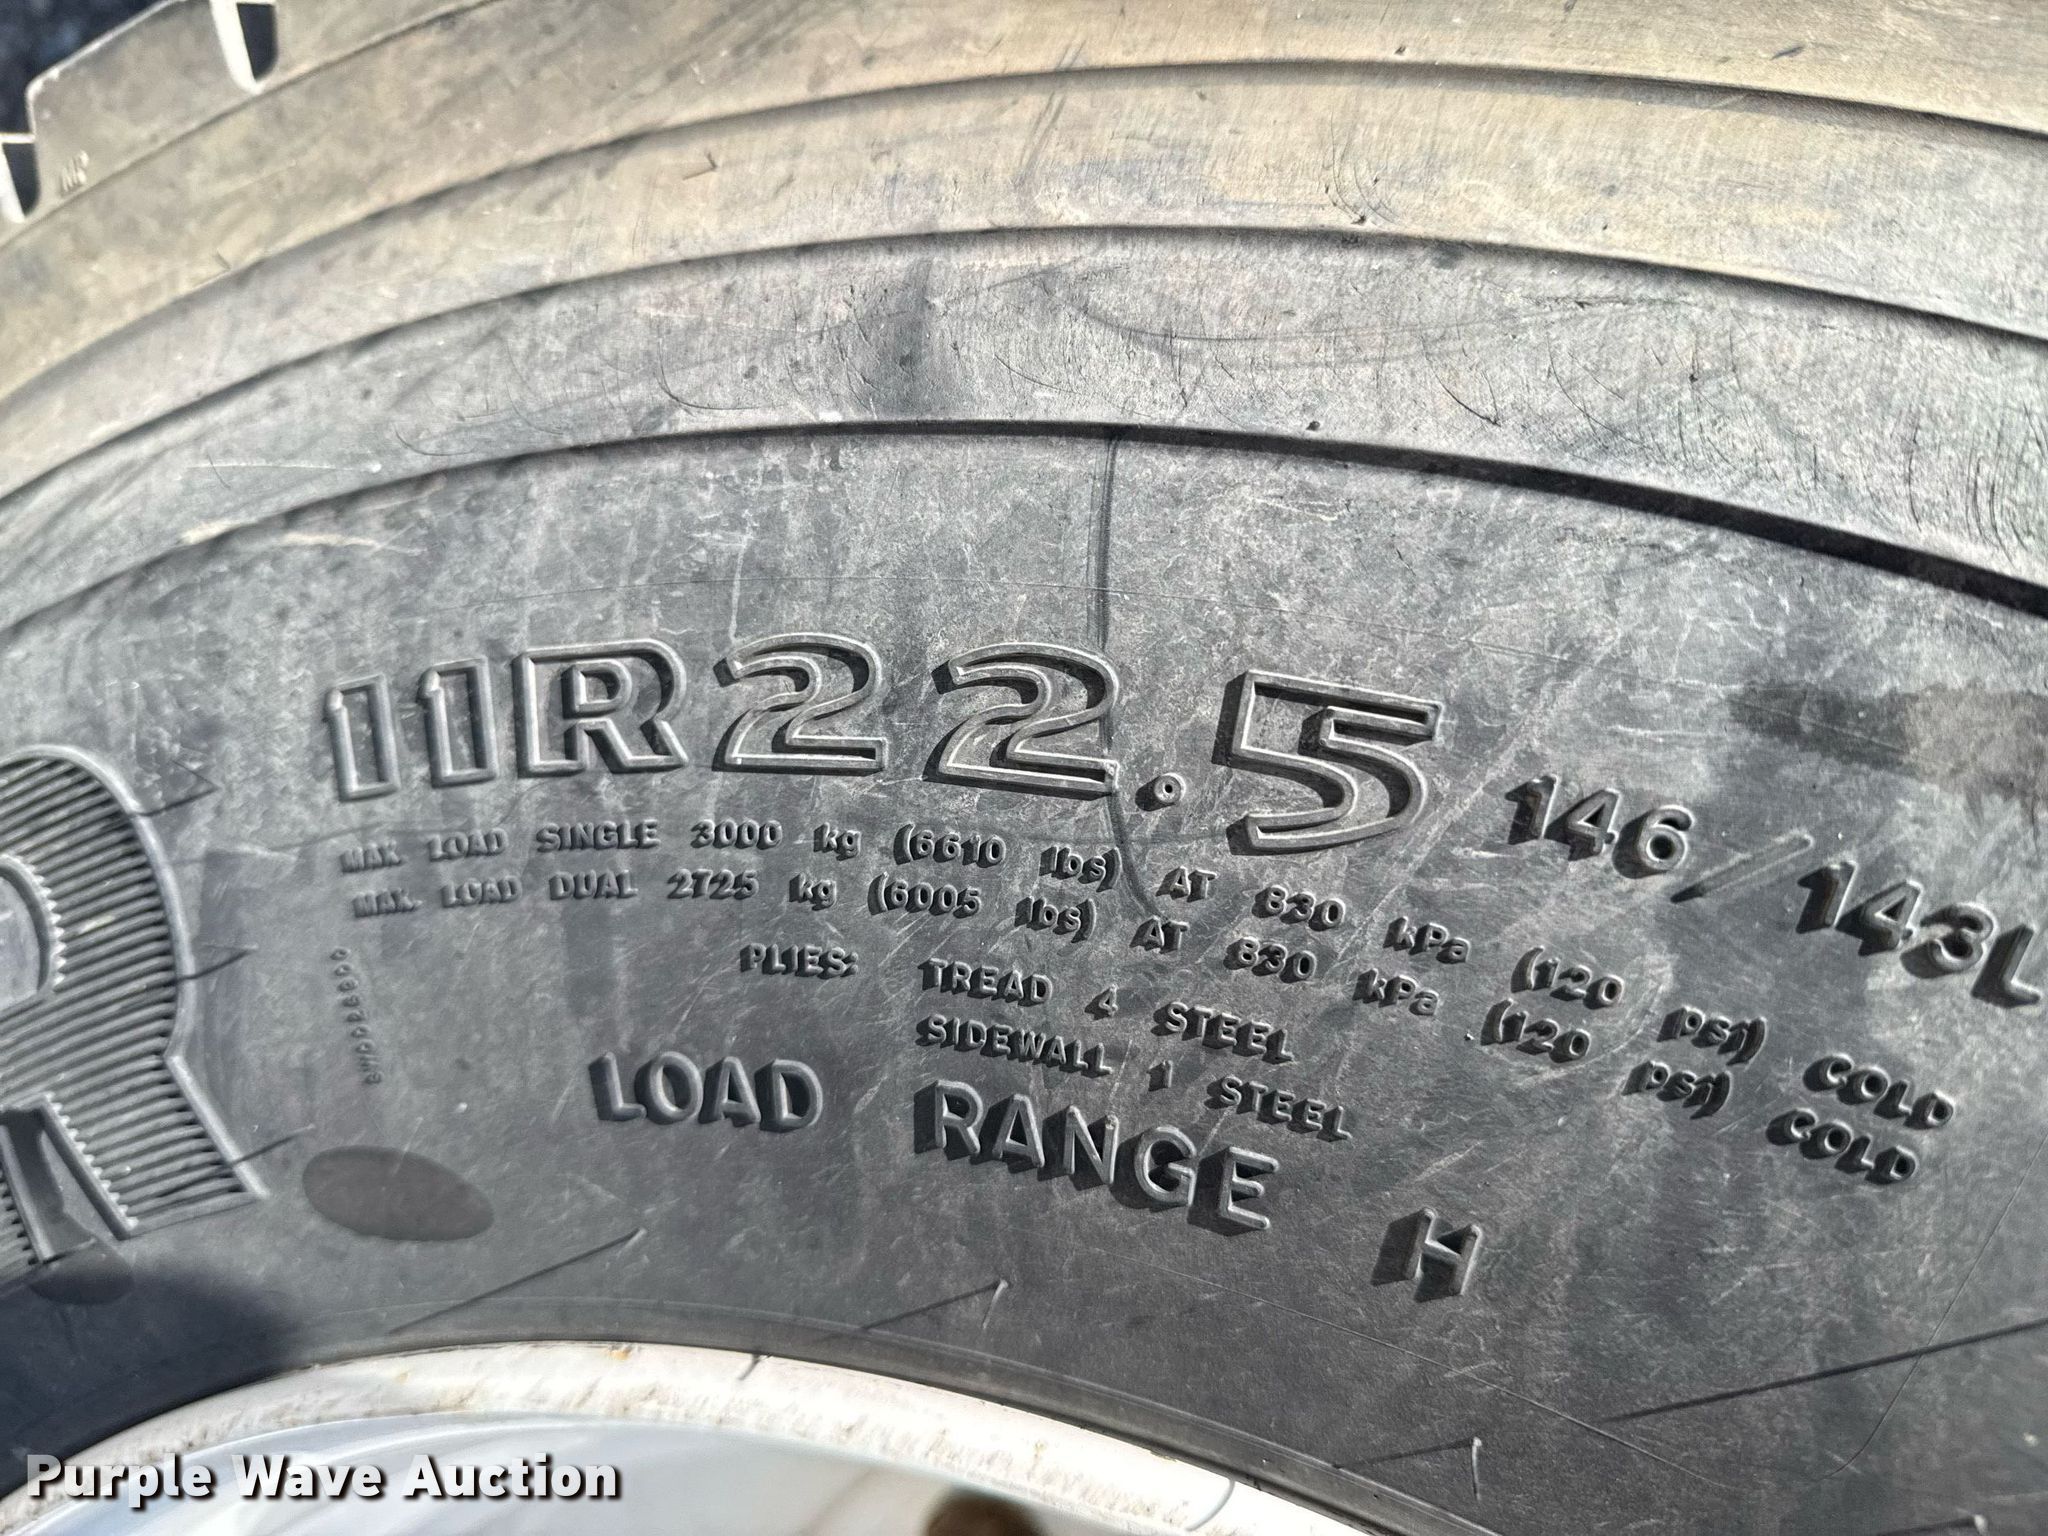 11R22.5 146/143L
MAX. LOAD SINGLE 3000 kg (6610 lbs) AT 830 kPa (120 psi) COLD
MAX. LOAD DUAL 2725 kg (6005 lbs) AT 830 kPa (120 psi) COLD
PLIES: TREAD 4 STEEL
SIDEWALL 1 STEEL
LOAD RANGE H
R
Purple Wave Auction